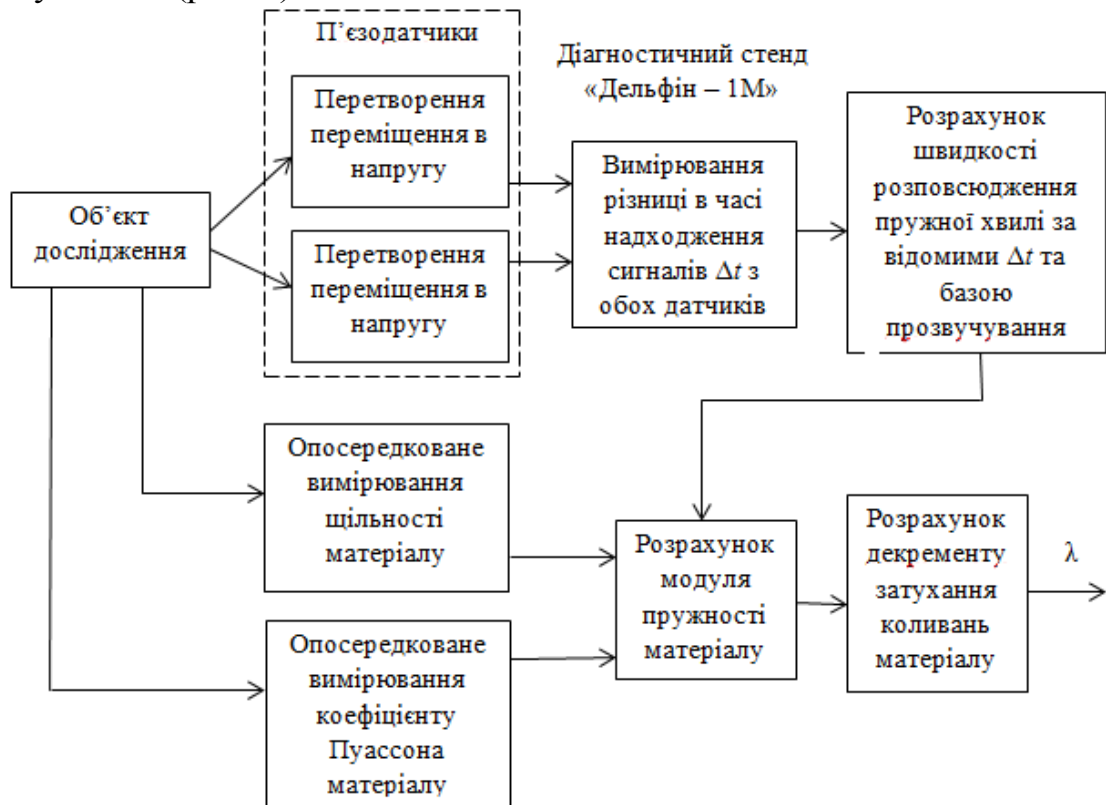 П’єзодатчики
Діагностичний стенд
«Дельфін – 1М»
Об’єкт
дослідження
Перетворення
переміщення в
напругу
Перетворення
переміщення в
напругу
Вимірювання
різниці в часі
надходження
сигналів Δt з
обох датчиків
Розрахунок
швидкості
розповсюдження
пружної хвилі за
відомими Δt та
базою
прозвучування
Опосередковане
вимірювання
щільності
матеріалу
Опосередковане
вимірювання
коефіцієнту
Пуассона
матеріалу
Розрахунок
модуля
пружності
матеріалу
Розрахунок
декременту
затухання
коливань
матеріалу
λ